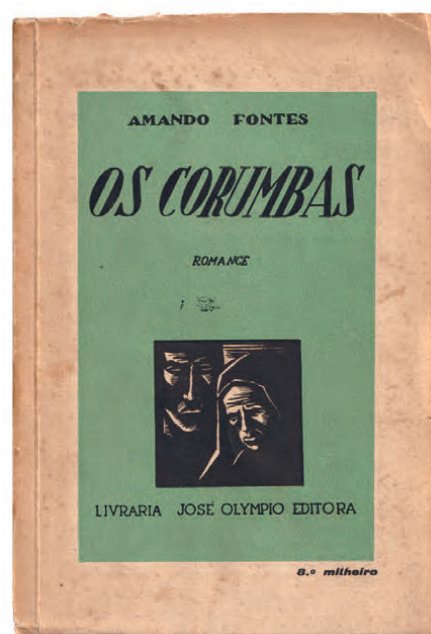 AMANDO FONTES
OS CORUMBAS
ROMANCE
LIVRARIA JOSÉ OLYMPIO EDITORA
8.º milheiro